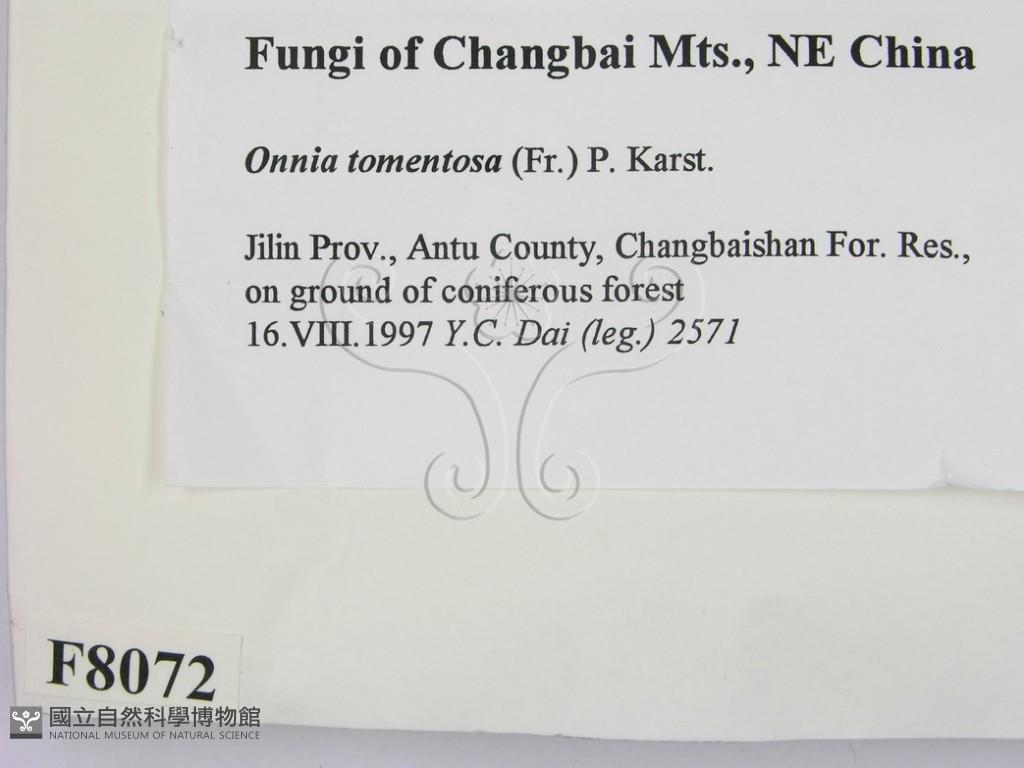 Fungi of Changbai Mts., NE China
Onnia tomentosa (Fr.) P. Karst.
Jilin Prov., Antu County, Changbaishan For. Res.,
on ground of coniferous forest
16.VIII.1997 Y.C. Dai (leg.) 2571
F8072
國立自然科學博物館
NATIONAL MUSEUM OF NATURAL SCIENCE